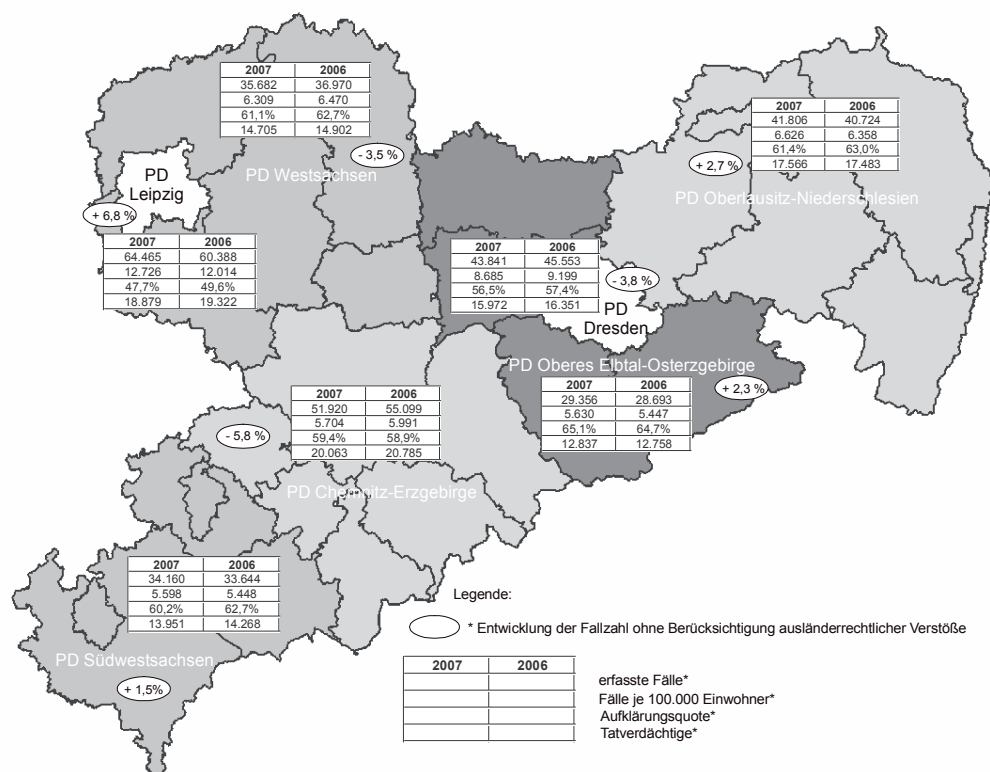 2007 2006
35.682 36.970
6.309 6.470
61,1% 62,7%
14.705 14.902
- 3,5 %
PD Westsachsen
2007 2006
41.806 40.724
6.626 6.358
61,4% 63,0%
17.566 17.483
+ 2,7 %
PD Oberlausitz-Niederschlesien
PD
Leipzig
+ 6,8 %
2007 2006
64.465 60.388
12.726 12.014
47,7% 49,6%
18.879 19.322
2007 2006
43.841 45.553
8.685 9.199
56,5% 57,4%
15.972 16.351
- 3,8 %
PD
Dresden
PD Oberes Elbtal-Osterzgebirge
2007 2006
29.356 28.693
5.630 5.447
65,1% 64,7%
12.837 12.758
+ 2,3 %
2007 2006
51.920 55.099
5.704 5.991
59,4% 58,9%
20.063 20.785
- 5,8 %
PD Chemnitz-Erzgebirge
2007 2006
34.160 33.644
5.598 5.448
60,2% 62,7%
13.951 14.268
PD Südwestsachsen
+ 1,5%
Legende:
* Entwicklung der Fallzahl ohne Berücksichtigung ausländerrechtlicher Verstöße
2007 2006
erfasste Fälle*
Fälle je 100.000 Einwohner*
Aufklärungsquote*
Tatverdächtige*